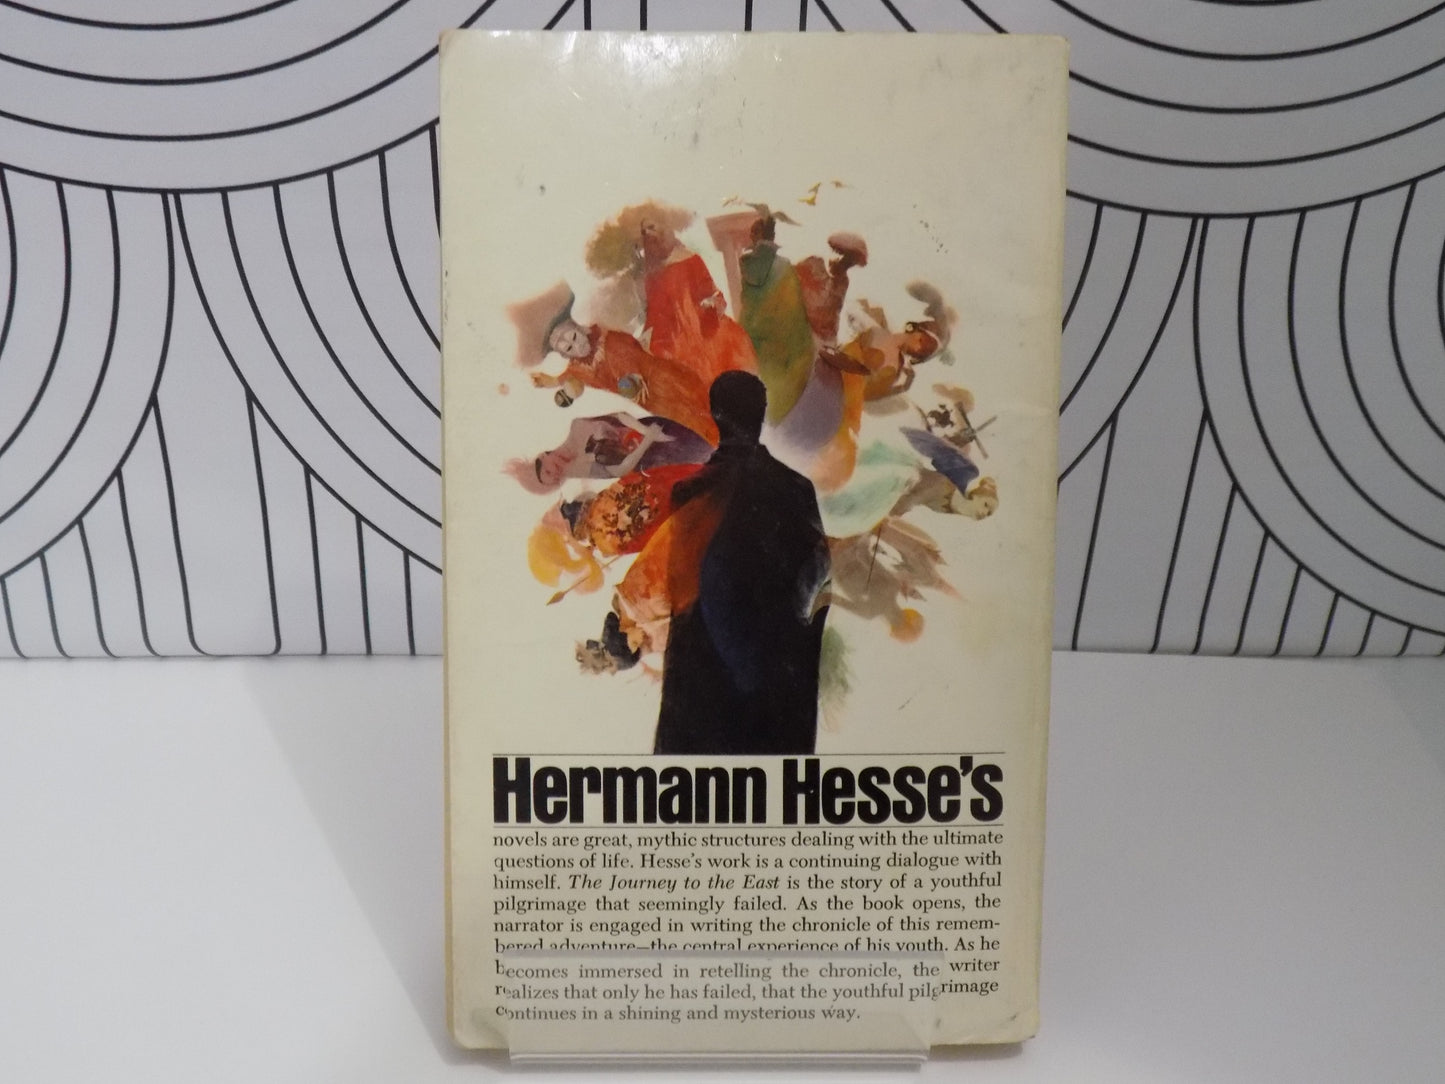 Hermann Hesse's
novels are great, mythic structures dealing with the ultimate
questions of life. Hesse's work is a continuing dialogue with
himself. The Journey to the East is the story of a youthful
pilgrimage that seemingly failed. As the book opens, the
narrator is engaged in writing the chronicle of this remem-
bered adventure—the central experience of his youth. As he
becomes immersed in retelling the chronicle, the writer
realizes that only he has failed, that the youthful pilgrimage
continues in a shining and mysterious way.